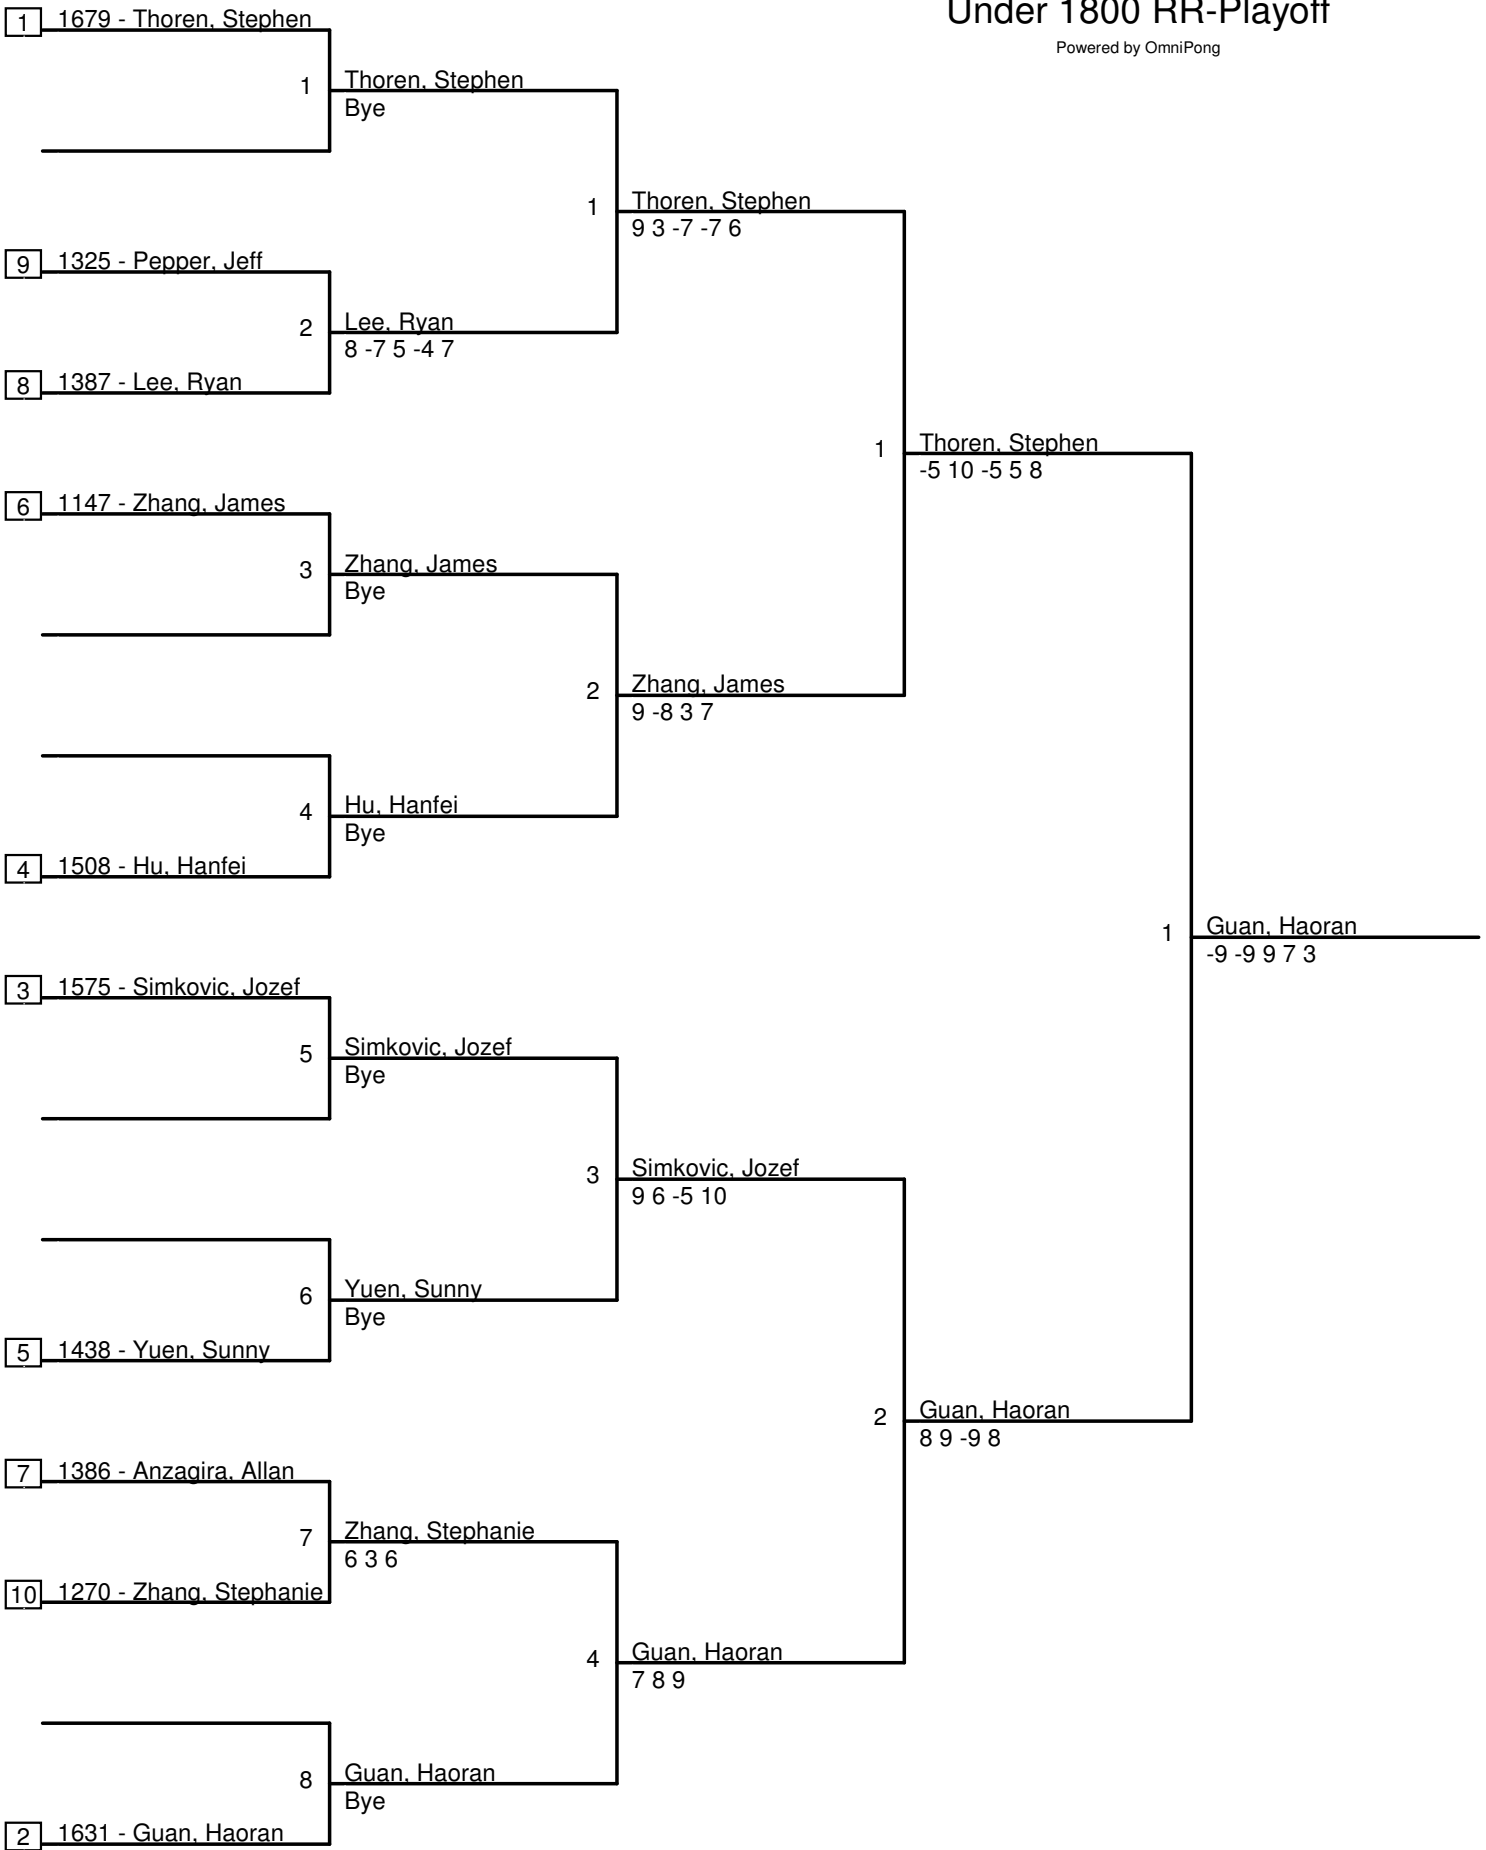 Under 1800 RR-Playoff
Powered by OmniPong
1 1679 - Thoren, Stephen
1 Thoren, Stephen
Bye
1 Thoren, Stephen
9 3 -7 -7 6
9 1325 - Pepper, Jeff
2 Lee, Ryan
8 -7 5 -4 7
8 1387 - Lee, Ryan
1 Thoren, Stephen
-5 10 -5 5 8
6 1147 - Zhang, James
3 Zhang, James
Bye
2 Zhang, James
9 -8 3 7
4 Hu, Hanfei
Bye
4 1508 - Hu, Hanfei
1 Guan, Haoran
-9 -9 9 7 3
3 1575 - Simkovic, Jozef
5 Simkovic, Jozef
Bye
3 Simkovic, Jozef
9 6 -5 10
6 Yuen, Sunny
Bye
5 1438 - Yuen, Sunny
2 Guan, Haoran
8 9 -9 8
7 1386 - Anzagira, Allan
7 Zhang, Stephanie
6 3 6
10 1270 - Zhang, Stephanie
4 Guan, Haoran
7 8 9
8 Guan, Haoran
Bye
2 1631 - Guan, Haoran